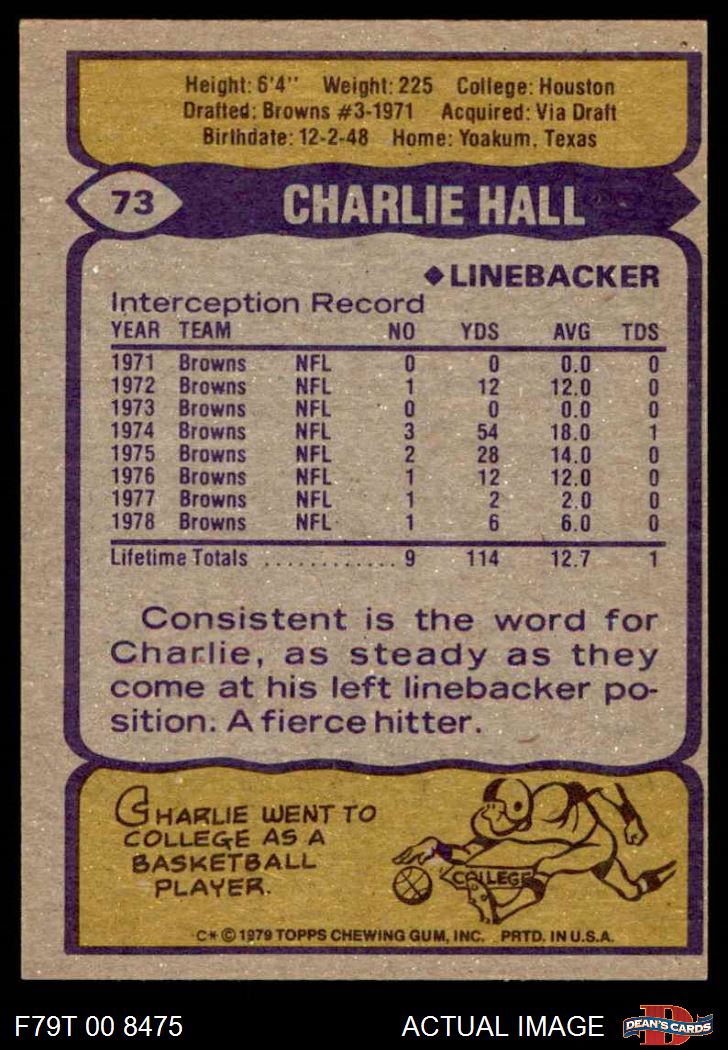 Height: 6'4" Weight: 225 College: Houston
Drafted: Browns #3-1971 Acquired: Via Draft
Birthdate: 12-2-48 Home: Yoakum, Texas
73 CHARLIE HALL
◆LINEBACKER
Interception Record
YEAR TEAM NO YDS AVG TDS
1971 Browns NFL 0 0 0.0 0
1972 Browns NFL 1 12 12.0 0
1973 Browns NFL 0 0 0.0 0
1974 Browns NFL 3 54 18.0 1
1975 Browns NFL 2 28 14.0 0
1976 Browns NFL 1 12 12.0 0
1977 Browns NFL 1 2 2.0 0
1978 Browns NFL 1 6 6.0 0
Lifetime Totals ............ 9 114 12.7 1
Consistent is the word for
Charlie, as steady as they
come at his left linebacker po-
sition. A fierce hitter.
CHARLIE WENT TO
COLLEGE AS A
BASKETBALL
PLAYER.
COLLEGE
C* © 1979 TOPPS CHEWING GUM, INC. PRTD. IN U.S.A.
F79T 00 8475 ACTUAL IMAGE
D
DEAN'S CARDS